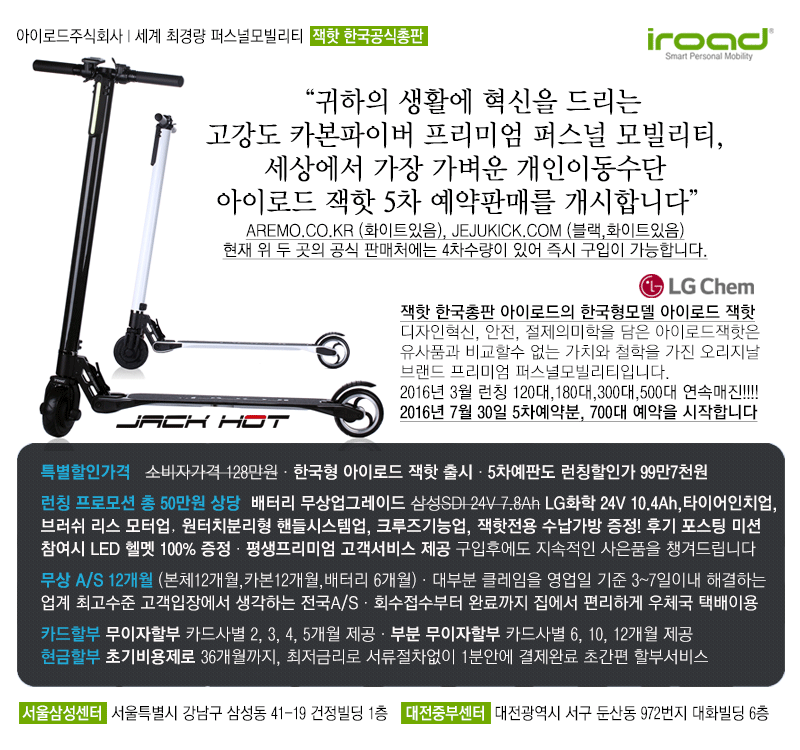 아이로드주식회사 | 세계 최경량 퍼스널모빌리티 잭핫 한국공식총판
iroad
Smart Personal Mobility
“귀하의 생활에 혁신을 드리는
고강도 카본파이버 프리미엄 퍼스널 모빌리티,
세상에서 가장 가벼운 개인이동수단
아이로드 잭핫 5차 예약판매를 개시합니다”
AREMO.CO.KR (화이트있음), JEJUKICK.COM (블랙,화이트있음)
현재 위 두 곳의 공식 판매처에는 4차수량이 있어 즉시 구입이 가능합니다.
LG Chem
잭핫 한국총판 아이로드의 한국형모델 아이로드 잭핫
디자인혁신, 안전, 절제의미학을 담은 아이로드잭핫은
유사품과 비교할수 없는 가치와 철학을 가진 오리지날
브랜드 프리미엄 퍼스널모빌리티입니다.
2016년 3월 런칭 120대,180대,300대,500대 연속매진!!!!
2016년 7월 30일 5차예약분, 700대 예약을 시작합니다
JACK HOT
특별할인가격 소비자가격 128만원 · 한국형 아이로드 잭핫 출시 · 5차예판도 런칭할인가 99만7천원
런칭 프로모션 총 50만원 상당 배터리 무상업그레이드 삼성SDI 24V 7.8Ah LG화학 24V 10.4Ah,타이어인치업,
브러쉬 리스 모터업, 원터치분리형 핸들시스템업, 크루즈기능업, 잭핫전용 수납가방 증정! 후기 포스팅 미션
참여시 LED 헬멧 100% 증정 · 평생프리미엄 고객서비스 제공 구입후에도 지속적인 사은품을 챙겨드립니다
무상 A/S 12개월 (본체12개월,카본12개월,배터리 6개월) · 대부분 클레임을 영업일 기준 3~7일이내 해결하는
업계 최고수준 고객입장에서 생각하는 전국A/S · 회수접수부터 완료까지 집에서 편리하게 우체국 택배이용
카드할부 무이자할부 카드사별 2, 3, 4, 5개월 제공 · 부분 무이자할부 카드사별 6, 10, 12개월 제공
현금할부 초기비용제로 36개월까지, 최저금리로 서류절차없이 1분안에 결제완료 초간편 할부서비스
서울삼성센터 서울특별시 강남구 삼성동 41-19 건정빌딩 1층 대전중부센터 대전광역시 서구 둔산동 972번지 대화빌딩 6층